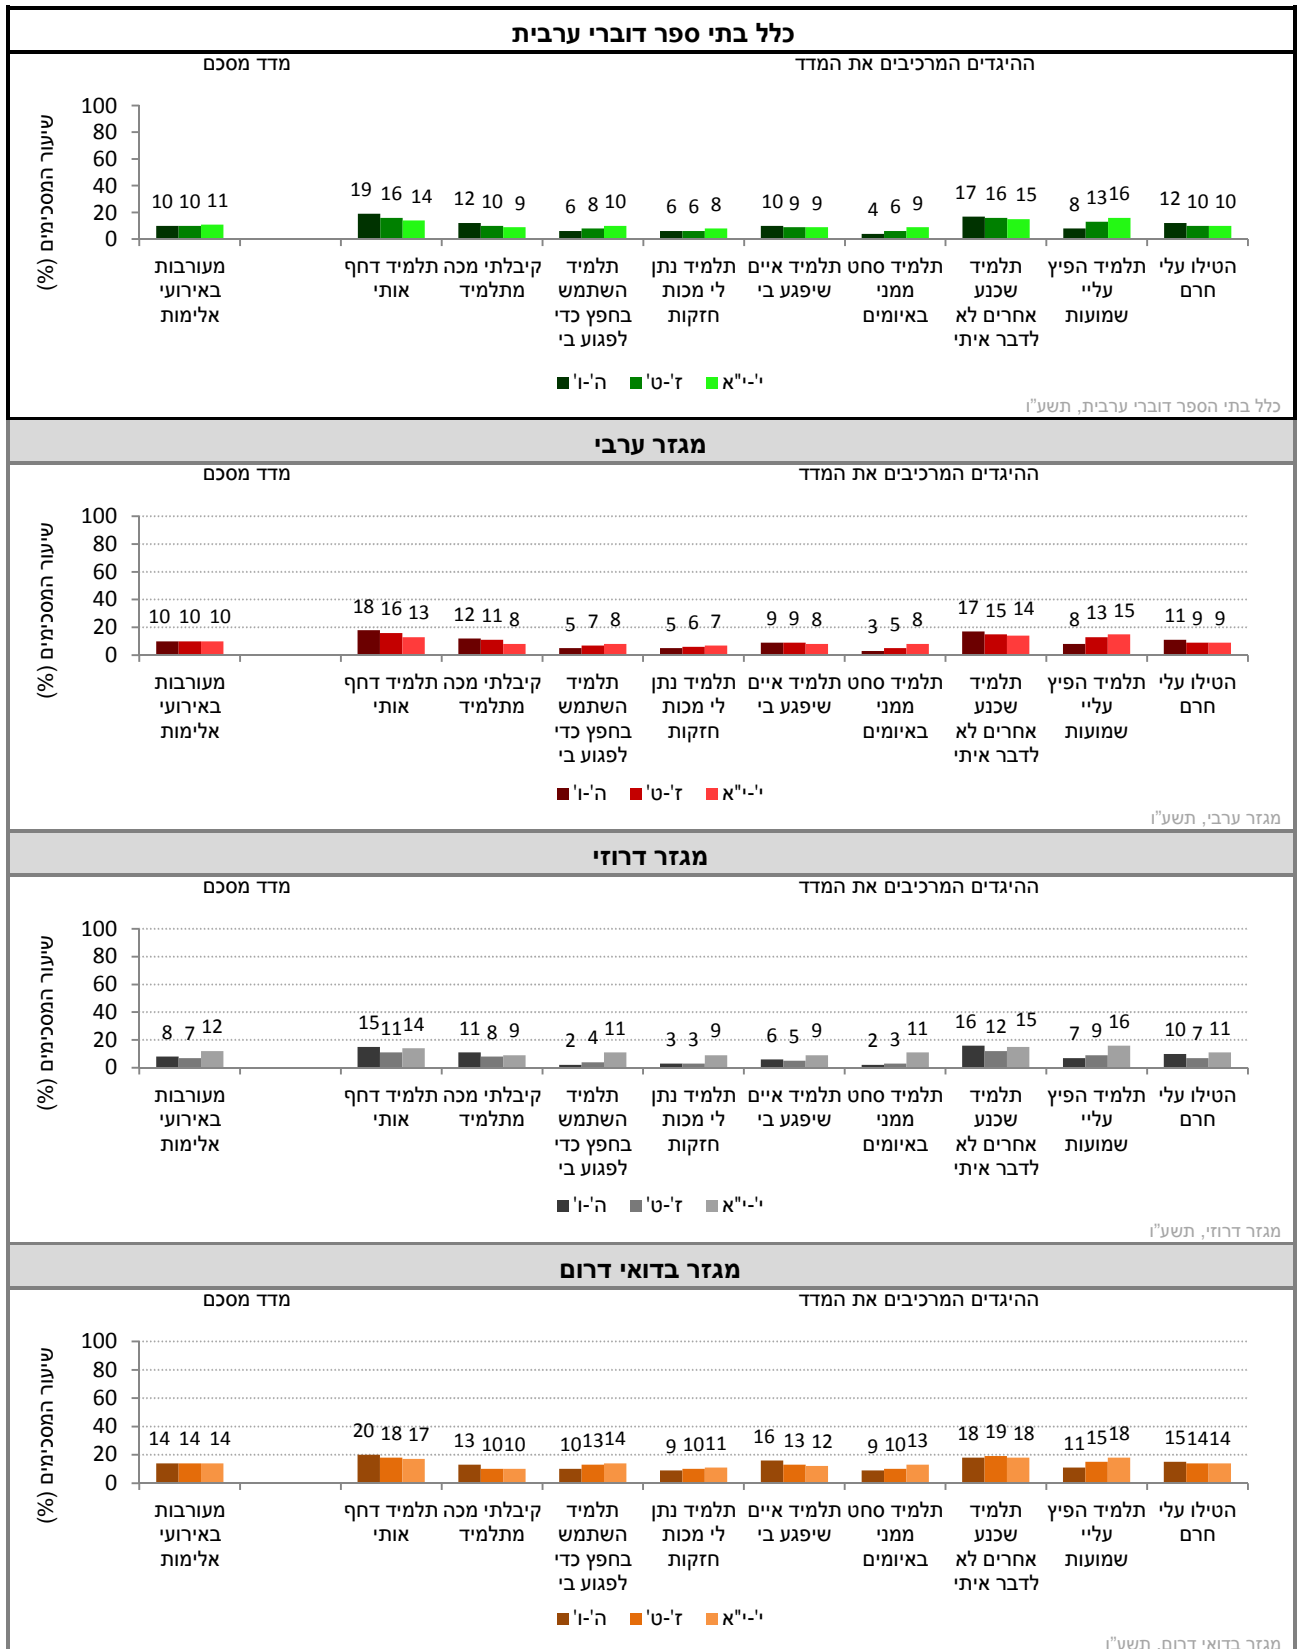 כלל בתי ספר דוברי ערבית
מדד מסכם
ההיגדים המרכיבים את המדד
שיעור המסכימים (%)
100
80
60
40
20
0
10 10 11
19 16 14
12 10 9
6 8 10
6 6 8
10 9 9
4 6 9
17 16 15
8 13 16
12 10 10
מעורבות
באירועי
אלימות
תלמיד דחף
אותי
קיבלתי מכה
מתלמיד
תלמיד
השתמש
בחפץ כדי
לפגוע בי
תלמיד נתן
לי מכות
חזקות
תלמיד איים
שיפגע בי
תלמיד סחט
ממני
באיומים
תלמיד
שכנע
אחרים לא
לדבר איתי
תלמיד הפיץ
עליי
שמועות
הטילו עלי
חרם
ה'-ו'
ז'-ט'
י'-י"א
כלל בתי הספר דוברי ערבית, תשע"ו
מגזר ערבי
מדד מסכם
ההיגדים המרכיבים את המדד
שיעור המסכימים (%)
100
80
60
40
20
0
10 10 10
18 16 13
12 11 8
5 7 8
5 6 7
9 9 8
3 5 8
17 15 14
8 13 15
11 9 9
מעורבות
באירועי
אלימות
תלמיד דחף
אותי
קיבלתי מכה
מתלמיד
תלמיד
השתמש
בחפץ כדי
לפגוע בי
תלמיד נתן
לי מכות
חזקות
תלמיד איים
שיפגע בי
תלמיד סחט
ממני
באיומים
תלמיד
שכנע
אחרים לא
לדבר איתי
תלמיד הפיץ
עליי
שמועות
הטילו עלי
חרם
ה'-ו'
ז'-ט'
י'-י"א
מגזר ערבי, תשע"ו
מגזר דרוזי
מדד מסכם
ההיגדים המרכיבים את המדד
שיעור המסכימים (%)
100
80
60
40
20
0
8 7 12
15 11 14
11 8 9
2 4 11
3 3 9
6 5 9
2 3 11
16 12 15
7 9 16
10 7 11
מעורבות
באירועי
אלימות
תלמיד דחף
אותי
קיבלתי מכה
מתלמיד
תלמיד
השתמש
בחפץ כדי
לפגוע בי
תלמיד נתן
לי מכות
חזקות
תלמיד איים
שיפגע בי
תלמיד סחט
ממני
באיומים
תלמיד
שכנע
אחרים לא
לדבר איתי
תלמיד הפיץ
עליי
שמועות
הטילו עלי
חרם
ה'-ו'
ז'-ט'
י'-י"א
מגזר דרוזי, תשע"ו
מגזר בדואי דרום
מדד מסכם
ההיגדים המרכיבים את המדד
שיעור המסכימים (%)
100
80
60
40
20
0
14 14 14
20 18 17
13 10 10
10 13 14
9 10 11
16 13 12
9 10 13
18 19 18
11 15 18
15 14 14
מעורבות
באירועי
אלימות
תלמיד דחף
אותי
קיבלתי מכה
מתלמיד
תלמיד
השתמש
בחפץ כדי
לפגוע בי
תלמיד נתן
לי מכות
חזקות
תלמיד איים
שיפגע בי
תלמיד סחט
ממני
באיומים
תלמיד
שכנע
אחרים לא
לדבר איתי
תלמיד הפיץ
עליי
שמועות
הטילו עלי
חרם
ה'-ו'
ז'-ט'
י'-י"א
מגזר בדואי דרום, תשע"ו